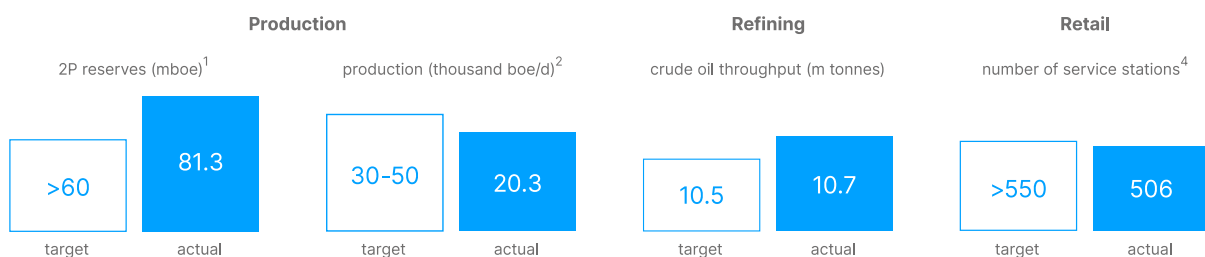 Production
Refining
Retail
2P reserves (mboe)1
production (thousand boe/d)2
crude oil throughput (m tonnes)
number of service stations4
>60
81.3
30-50
20.3
10.5
10.7
>550
506
target
actual
target
actual
target
actual
target
actual